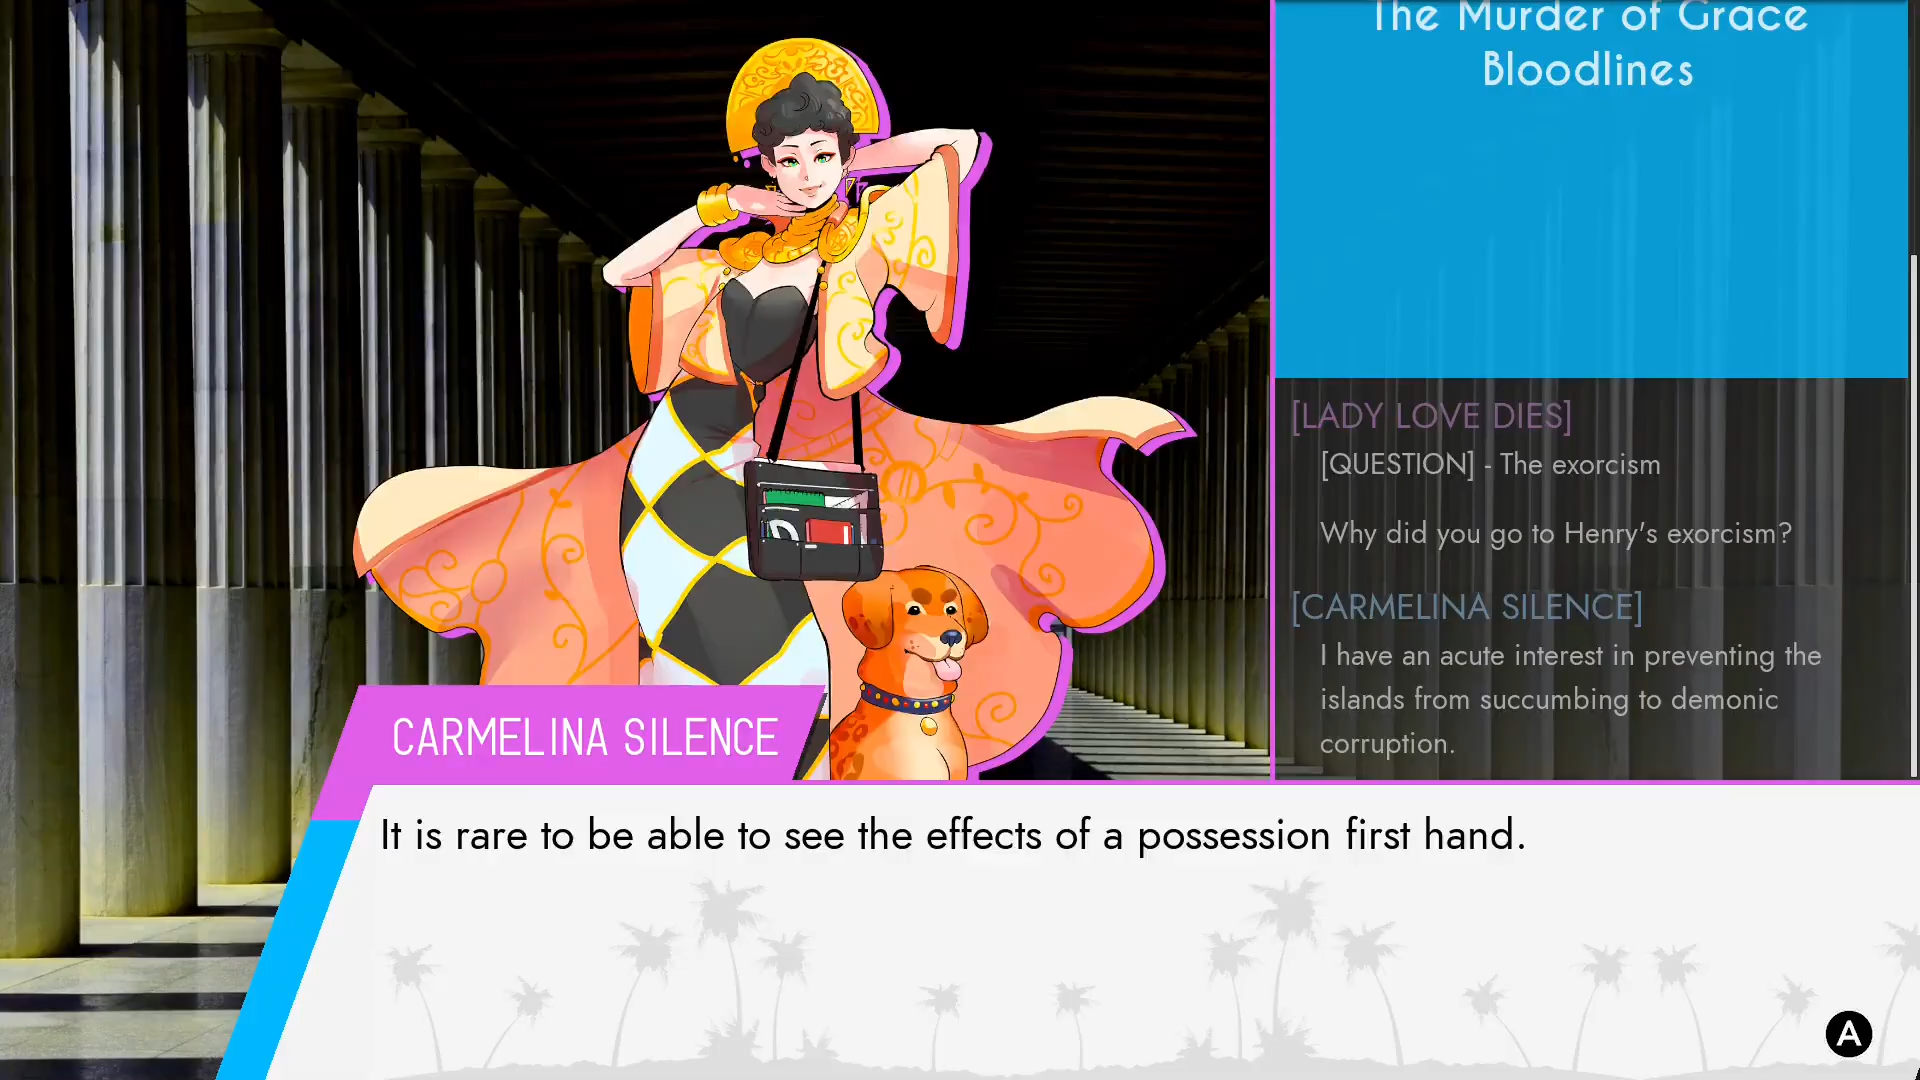 The Murder of Grace
Bloodlines
[LADY LOVE DIES]
[QUESTION] - The exorcism
Why did you go to Henry's exorcism?
[CARMELINA SILENCE]
I have an acute interest in preventing the
islands from succumbing to demonic
corruption.
CARMELINA SILENCE
It is rare to be able to see the effects of a possession first hand.
A